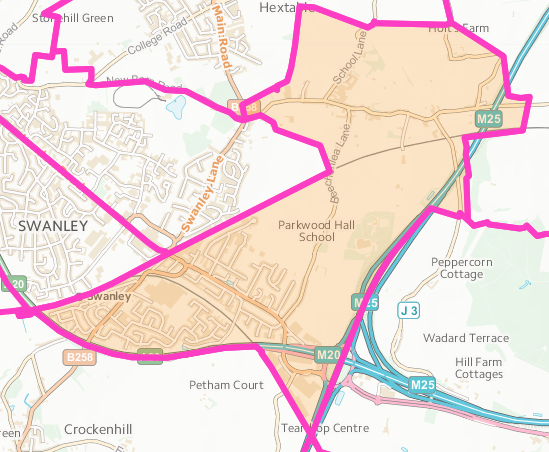 Hextable
Stonehill Green
College Road
Main Road
School Lane
Holt's Farm
New Barn Road
B258
M25
Beechenlea Lane
Swanley Lane
SWANLEY
Parkwood Hall
School
Peppercorn
Cottage
M20
Swanley
M25
J 3
Wadard Terrace
M20
B258
Hill Farm
Cottages
Petham Court
M25
Crockenhill
Teardrop Centre